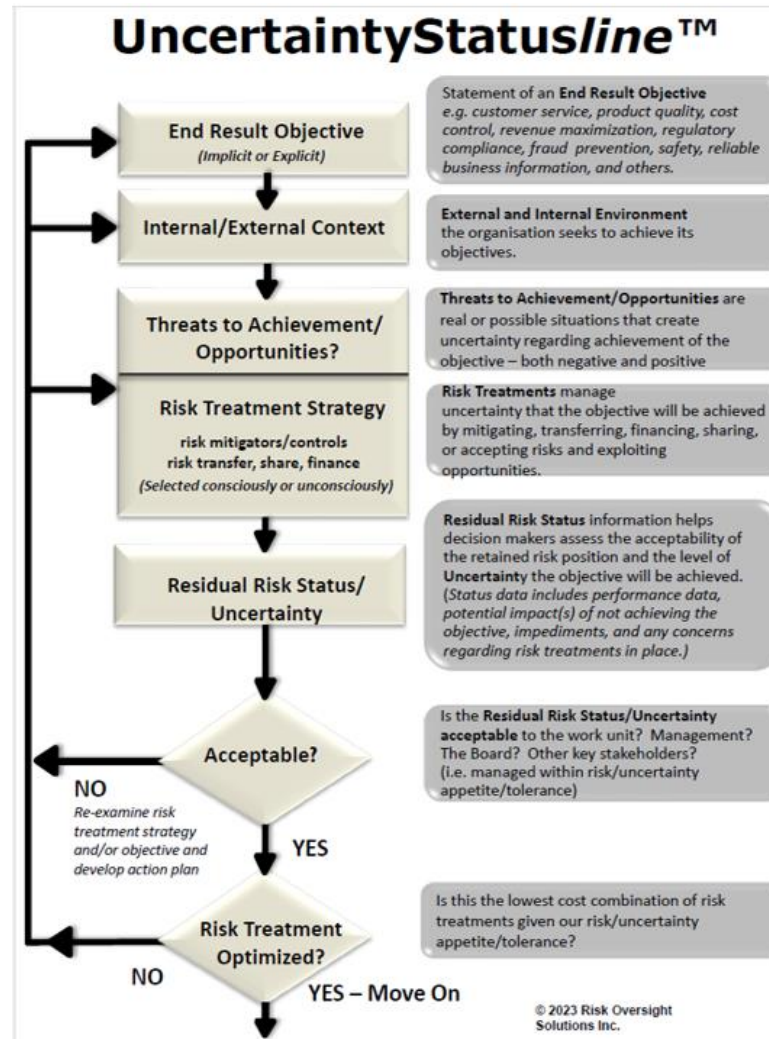 UncertaintyStatusline™
End Result Objective
(Implicit or Explicit)
Statement of an End Result Objective
e.g. customer service, product quality, cost
control, revenue maximization, regulatory
compliance, fraud prevention, safety, reliable
business information, and others.
Internal/External Context
External and Internal Environment
the organisation seeks to achieve its
objectives.
Threats to Achievement/
Opportunities?
Threats to Achievement/Opportunities are
real or possible situations that create
uncertainty regarding achievement of the
objective – both negative and positive
Risk Treatment Strategy
risk mitigators/controls
risk transfer, share, finance
(Selected consciously or unconsciously)
Risk Treatments manage
uncertainty that the objective will be achieved
by mitigating, transferring, financing, sharing,
or accepting risks and exploiting
opportunities.
Residual Risk Status/
Uncertainty
Residual Risk Status information helps
decision makers assess the acceptability of
the retained risk position and the level of
Uncertainty the objective will be achieved.
(Status data includes performance data,
potential impact(s) of not achieving the
objective, impediments, and any concerns
regarding risk treatments in place.)
Acceptable?
Is the Residual Risk Status/Uncertainty
acceptable to the work unit? Management?
The Board? Other key stakeholders?
(i.e. managed within risk/uncertainty
appetite/tolerance)
NO
Re-examine risk
treatment strategy
and/or objective and
develop action plan
YES
Risk Treatment
Optimized?
Is this the lowest cost combination of risk
treatments given our risk/uncertainty
appetite/tolerance?
NO
YES – Move On
© 2023 Risk Oversight
Solutions Inc.